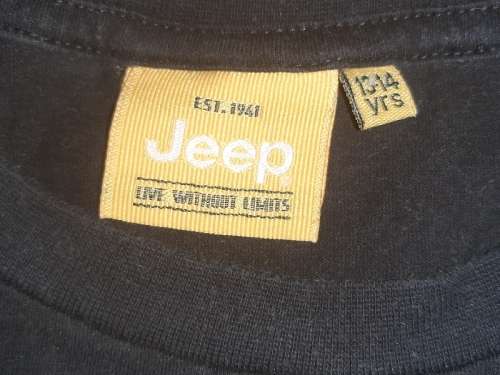 EST. 1941
Jeep
LIVE WITHOUT LIMITS
13-14
yrs